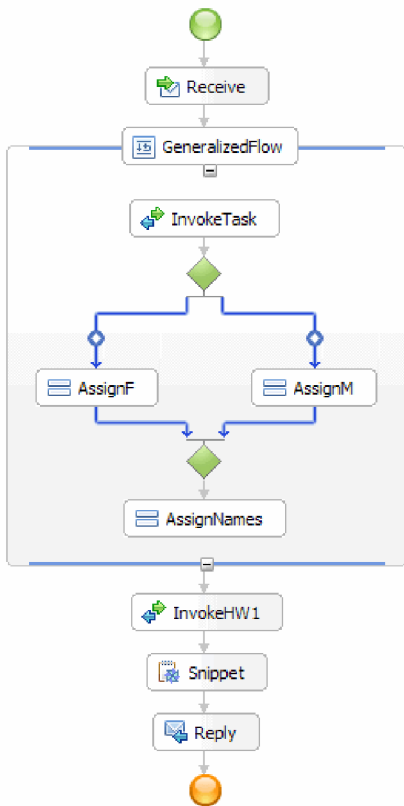 Receive
GeneralizedFlow
InvokeTask
AssignF
AssignM
AssignNames
InvokeHW1
Snippet
Reply